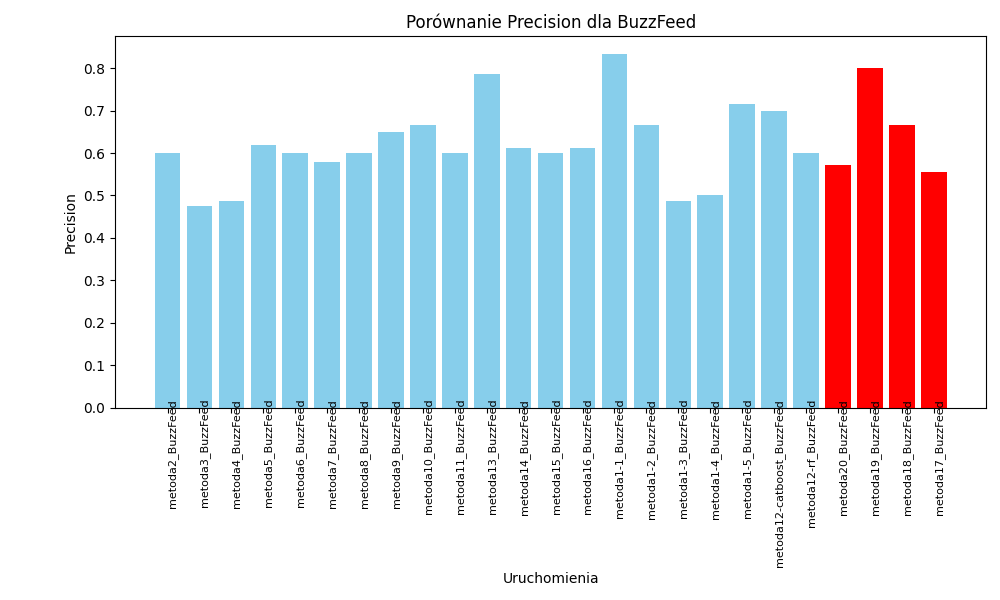 Porównanie Precision dla BuzzFeed
Precision
0.8
0.7
0.6
0.5
0.4
0.3
0.2
0.1
0.0
metoda2_BuzzFeed
metoda3_BuzzFeed
metoda4_BuzzFeed
metoda5_BuzzFeed
metoda6_BuzzFeed
metoda7_BuzzFeed
metoda8_BuzzFeed
metoda9_BuzzFeed
metoda10_BuzzFeed
metoda11_BuzzFeed
metoda13_BuzzFeed
metoda14_BuzzFeed
metoda15_BuzzFeed
metoda16_BuzzFeed
metoda1-1_BuzzFeed
metoda1-2_BuzzFeed
metoda1-3_BuzzFeed
metoda1-4_BuzzFeed
metoda1-5_BuzzFeed
metoda12-catboost_BuzzFeed
metoda12-rf_BuzzFeed
metoda20_BuzzFeed
metoda19_BuzzFeed
metoda18_BuzzFeed
metoda17_BuzzFeed
Uruchomienia